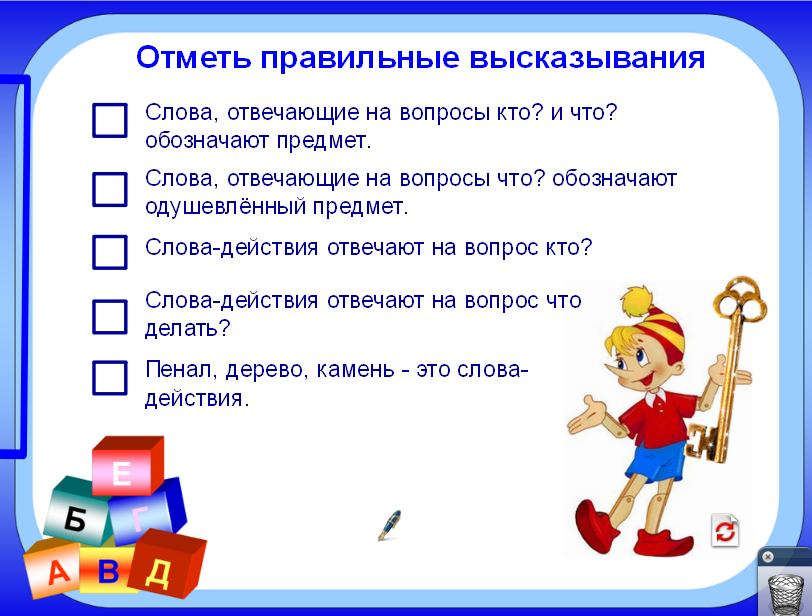 Отметь правильные высказывания
Слова, отвечающие на вопросы кто? и что?
обозначают предмет.
Слова, отвечающие на вопросы что? обозначают
одушевлённый предмет.
Слова-действия отвечают на вопрос кто?
Слова-действия отвечают на вопрос что
делать?
Пенал, дерево, камень - это слова-
действия.
Е
Б Г
А В Д